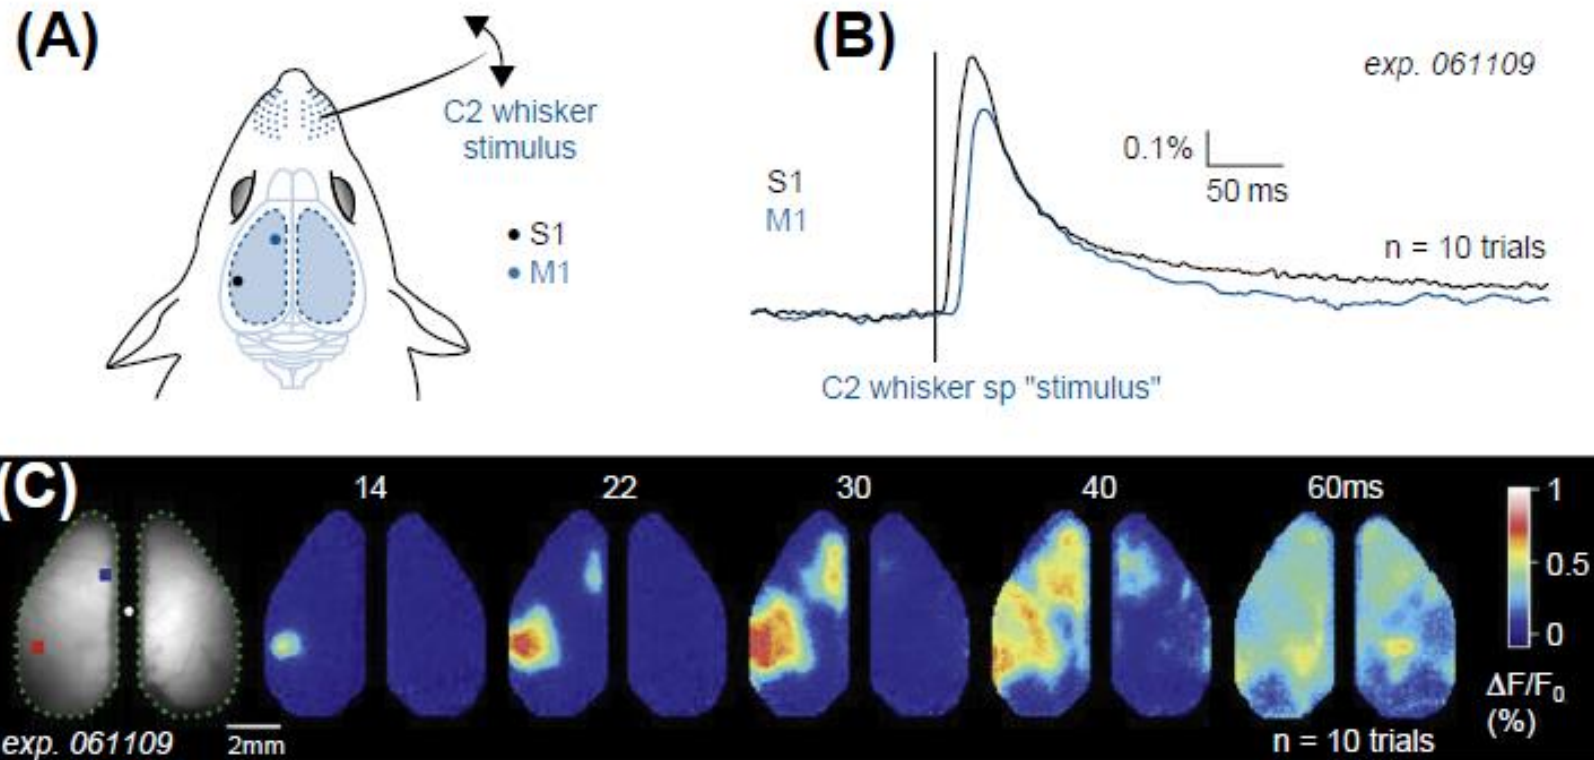 (A)
C2 whisker
stimulus
S1
M1
(B)
exp. 061109
0.1%
50 ms
S1
M1
n = 10 trials
C2 whisker sp "stimulus"
(C)
14 22 30 40 60ms
1
0.5
0
ΔF/F₀
(%)
exp. 061109
2mm
n = 10 trials